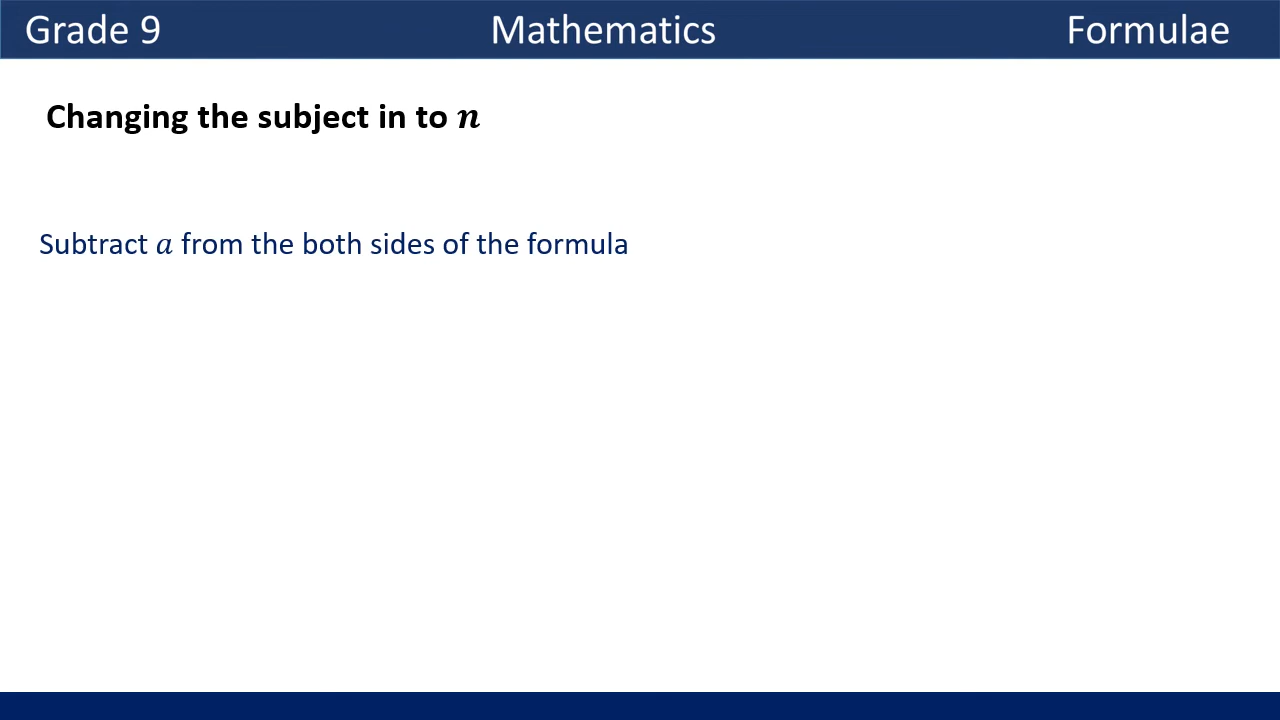 Grade 9 Mathematics Formulae
Changing the subject in to n
Subtract a from the both sides of the formula